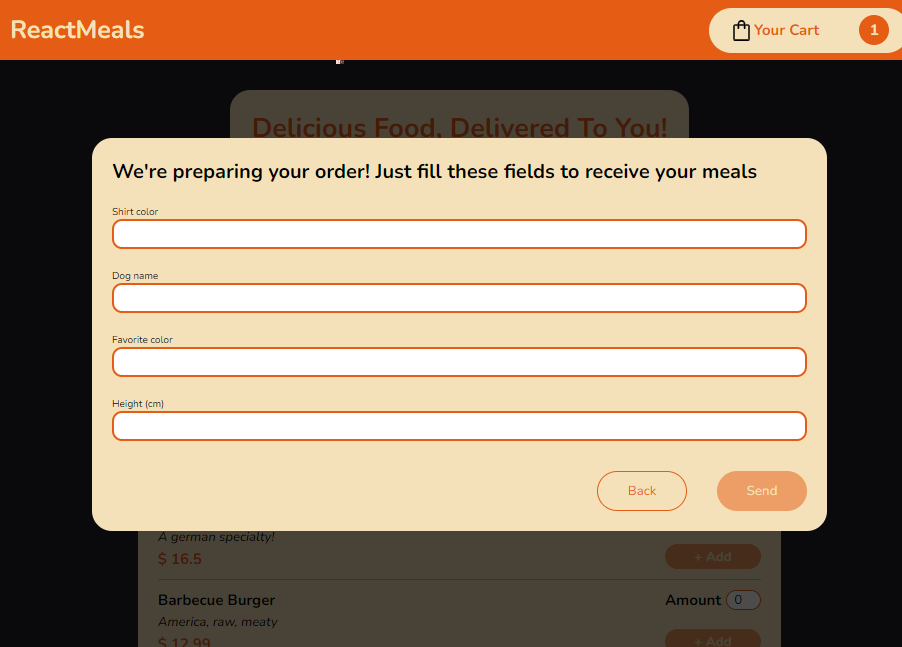 ReactMeals
Your Cart 1
Delicious Food, Delivered To You!
We're preparing your order! Just fill these fields to receive your meals
Shirt color
Dog name
Favorite color
Height (cm)
Back Send
A german specialty!
$ 16.5
+ Add
Barbecue Burger
Amount 0
America, raw, meaty
$ 12.99
+ Add